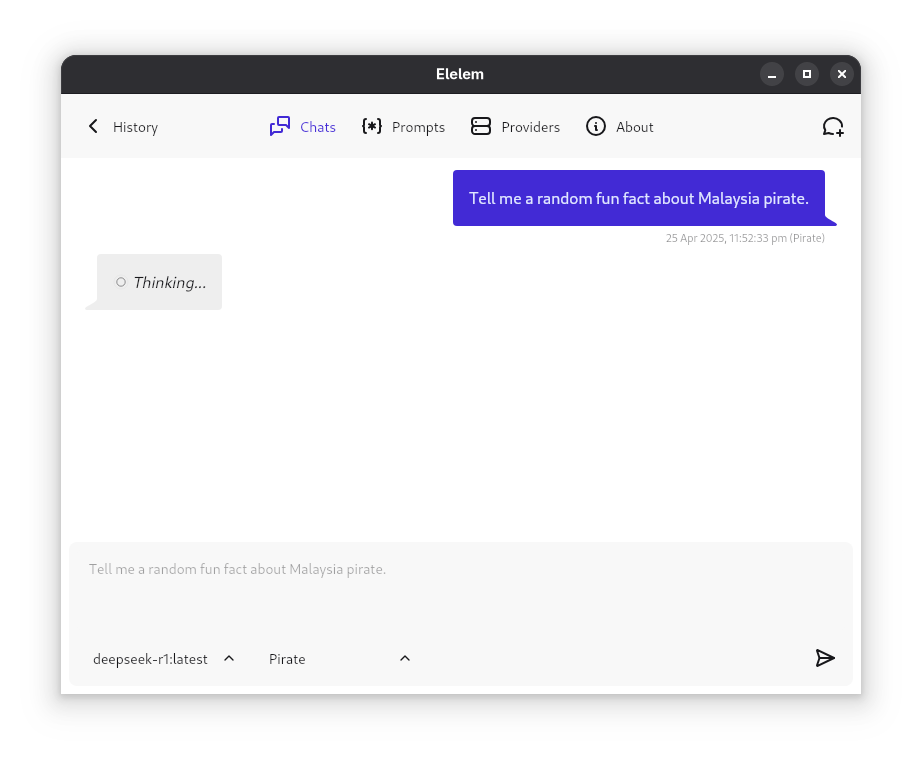 Elelem
History
Chats
Prompts
Providers
About
Tell me a random fun fact about Malaysia pirate.
25 Apr 2025, 11:52:33 pm (Pirate)
Thinking...
Tell me a random fun fact about Malaysia pirate.
deepseek-r1:latest
Pirate